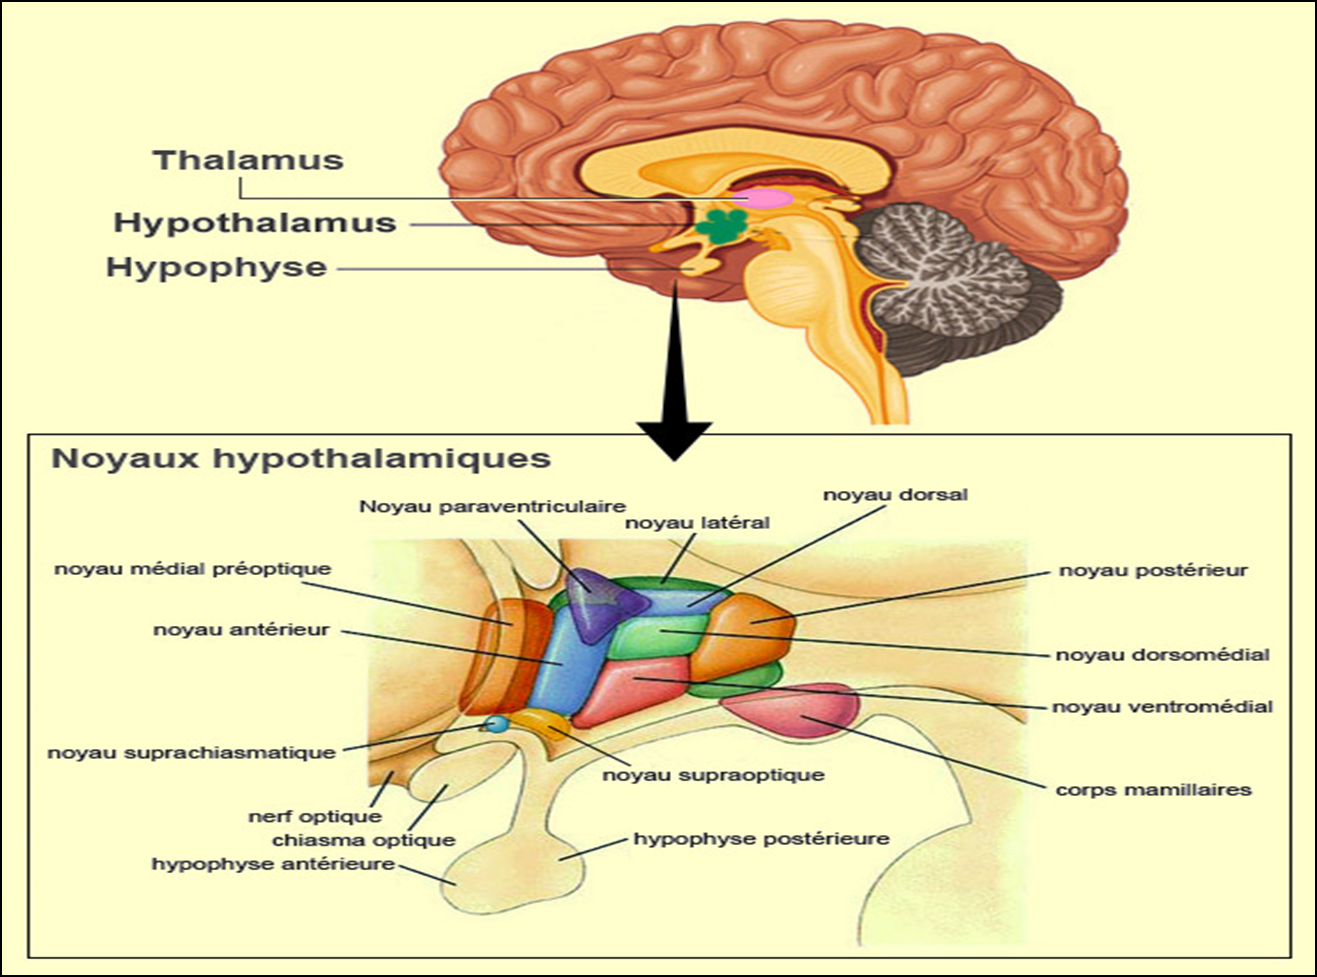 Thalamus
Hypothalamus
Hypophyse
Noyaux hypothalamiques
noyau dorsal
Noyau paraventriculaire
noyau latéral
noyau médial préoptique
noyau postérieur
noyau antérieur
noyau dorsomédial
noyau ventromédial
noyau suprachiasmatique
noyau supraoptique
corps mamillaires
nerf optique
chiasma optique
hypophyse postérieure
hypophyse antérieure